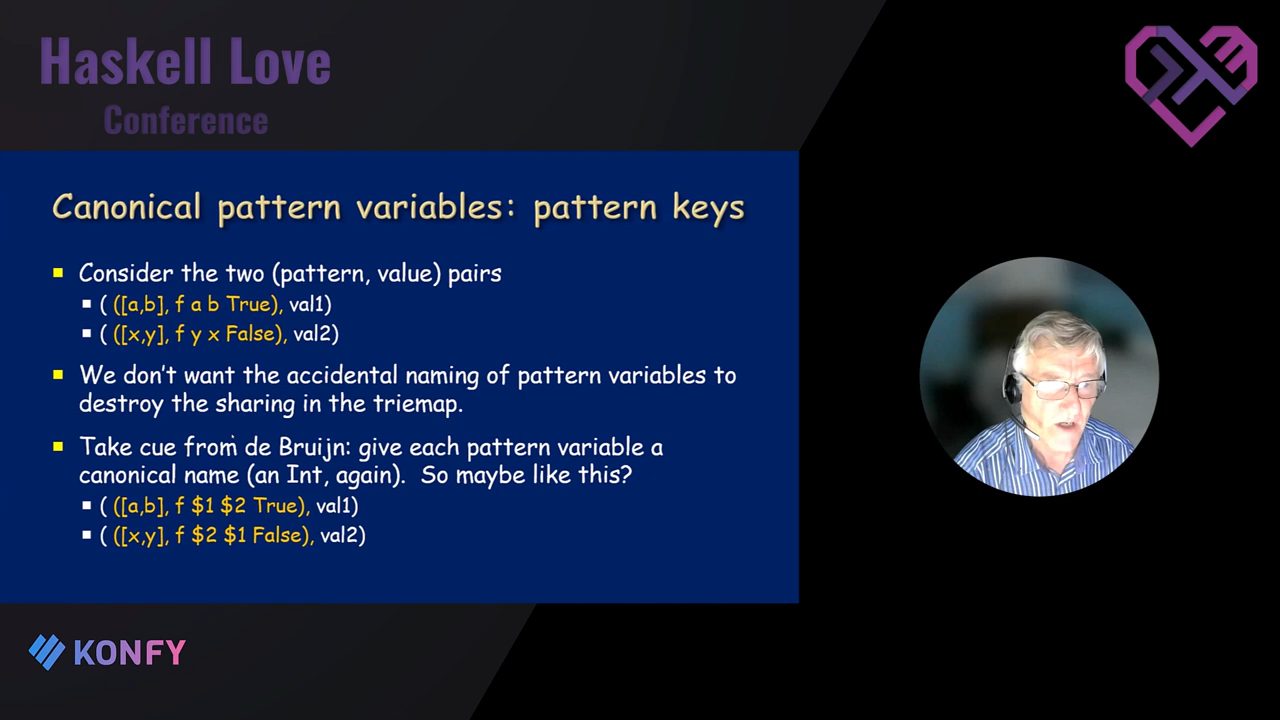 Haskell Love
Conference
Canonical pattern variables: pattern keys
Consider the two (pattern, value) pairs
( ([a,b], f a b True), val1)
( ([x,y], f y x False), val2)
We don't want the accidental naming of pattern variables to
destroy the sharing in the triemap.
Take cue from de Bruijn: give each pattern variable a
canonical name (an Int, again). So maybe like this?
( ([a,b], f $1 $2 True), val1)
( ([x,y], f $2 $1 False), val2)
KONFY